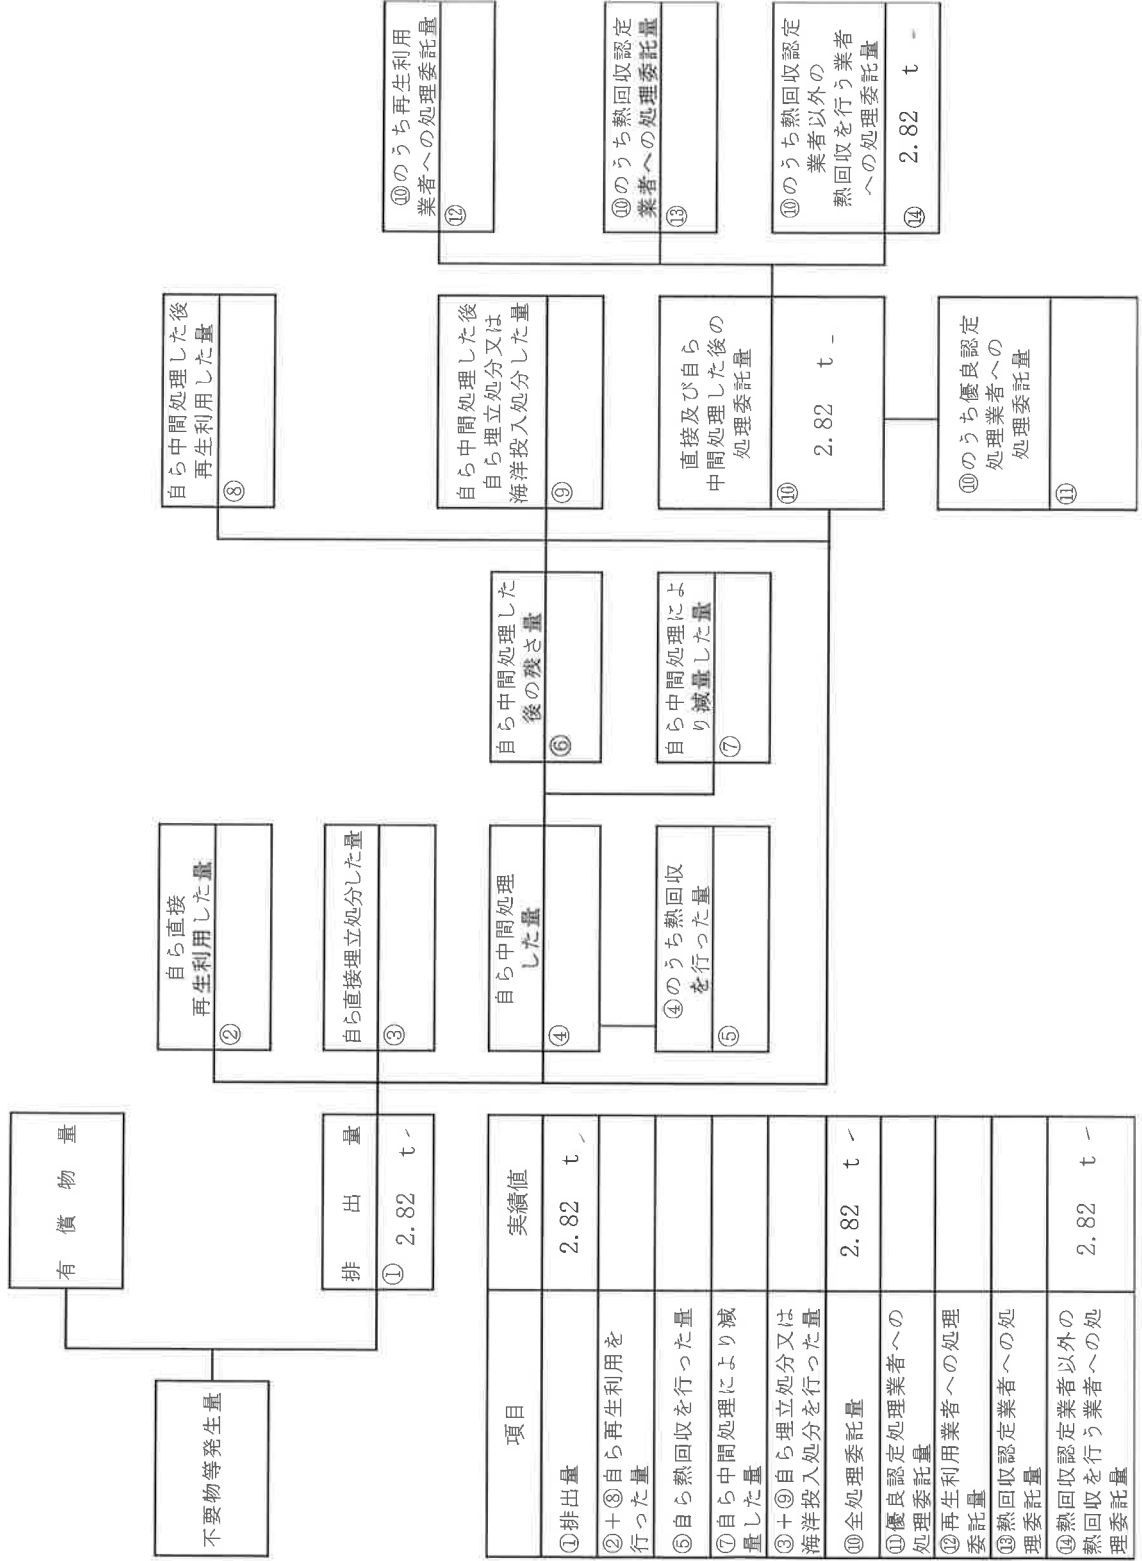 不要物等発生量
有償物量
排出量
① 2.82 t
自ら直接
再生利用した量
②
自ら直接埋立処分した量
③
自ら中間処理
した量
④
④のうち熱回収
を行った量
⑤
自ら中間処理した
後の残さ量
⑥
自ら中間処理によ
り減量した量
⑦
自ら中間処理した後
再生利用した量
⑧
自ら中間処理した後
自ら埋立処分又は
海洋投入処分した量
⑨
直接及び自ら
中間処理した後の
処理委託量
⑩ 2.82 t
⑩のうち優良認定
処理業者への
処理委託量
⑪
⑩のうち再生利用
業者への処理委託量
⑫
⑩のうち熱回収認定
業者への処理委託量
⑬
⑩のうち熱回収認定
業者以外の
熱回収を行う業者
への処理委託量
⑭ 2.82 t
項目 実績値
①排出量 2.82 t
②+⑧自ら再生利用を
行った量
⑤自ら熱回収を行った量
⑦自ら中間処理により減
量した量
③+⑨自ら埋立処分又は
海洋投入処分を行った量
⑩全処理委託量 2.82 t
⑪優良認定処理業者への
処理委託量
⑫再生利用業者への処理
委託量
⑬熱回収認定業者への処
理委託量
⑭熱回収認定業者以外の
熱回収を行う業者への処
理委託量 2.82 t